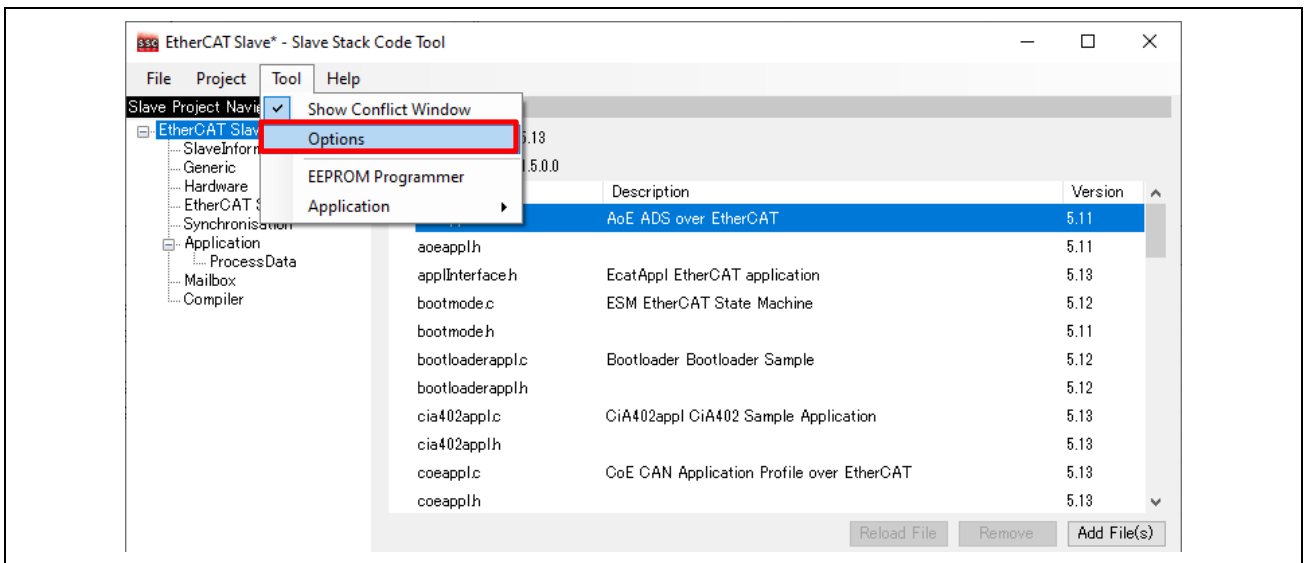 ssc EtherCAT Slave* - Slave Stack Code Tool
File Project Tool Help
Slave Project Navi
Show Conflict Window
EtherCAT Slav
Options
5.13
SlaveInform
Generic
1.5.0.0
EEPROM Programmer
Hardware
Description Version
EtherCAT S
Application
AoE ADS over EtherCAT 5.11
Synchronisation
Application
aoeappl.h 5.11
ProcessData
Mailbox
applInterface.h EcatAppl EtherCAT application 5.13
Compiler
bootmode.c ESM EtherCAT State Machine 5.12
bootmode.h 5.11
bootloaderappl.c Bootloader Bootloader Sample 5.12
bootloaderappl.h 5.12
cia402appl.c CiA402appl CiA402 Sample Application 5.13
cia402appl.h 5.13
coeappl.c CoE CAN Application Profile over EtherCAT 5.13
coeappl.h 5.13
Reload File Remove Add File(s)